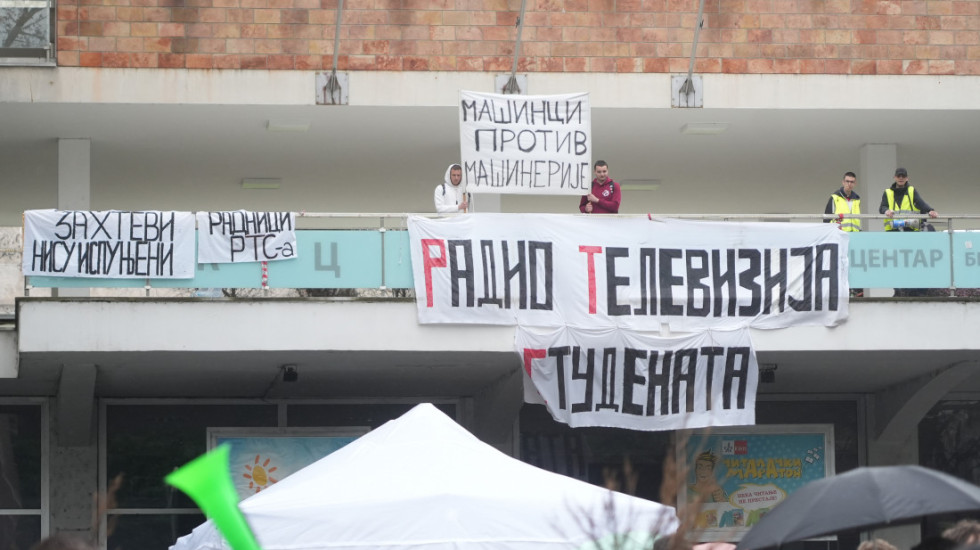 МАШИНЦИ
ПРОТИВ
МАШИНЕРИЈЕ
ЗАХТЕВИ
НИСУ ИСПУЊЕНИ
РАДНИЦИ
РТС-а
Ц
ЦЕНТАР
РАДИО ТЕЛЕВИЗИЈА
СТУДЕНАТА